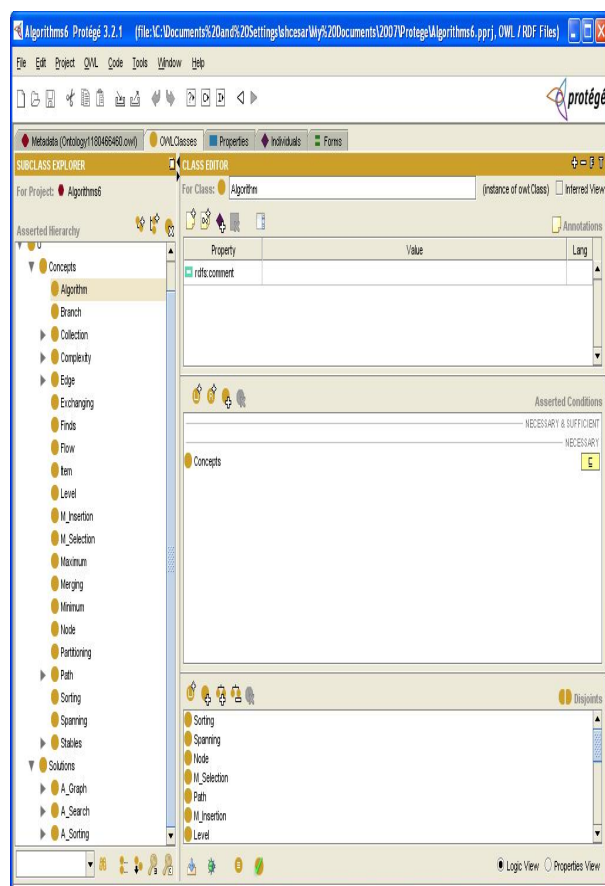 Algorithms6 Protégé 3.2.1 (file:\C:\Documents%20and%20Settings\shcesar\My%20Documents\2007\Protege\Algorithms6.pprj, OWL / RDF Files)
File Edit Project OWL Code Tools Window Help
protégé
Metadata (Ontology1180466460.owl) OWLClasses Properties Individuals Forms
SUBCLASS EXPLORER
For Project: Algorithms6
Asserted Hierarchy
Concepts
Algorithm
Branch
Collection
Complexity
Edge
Exchanging
Finds
Flow
Item
Level
M_Insertion
M_Selection
Maximum
Merging
Minimum
Node
Partitioning
Path
Sorting
Spanning
Stables
Solutions
A_Graph
A_Search
A_Sorting
CLASS EDITOR
For Class: Algorithm (instance of owl:Class) Inferred View
Annotations
Property Value Lang
rdfs:comment
Asserted Conditions
NECESSARY & SUFFICIENT
NECESSARY
Concepts
Disjoints
Sorting
Spanning
Node
M_Selection
Path
M_Insertion
Level
Logic View Properties View